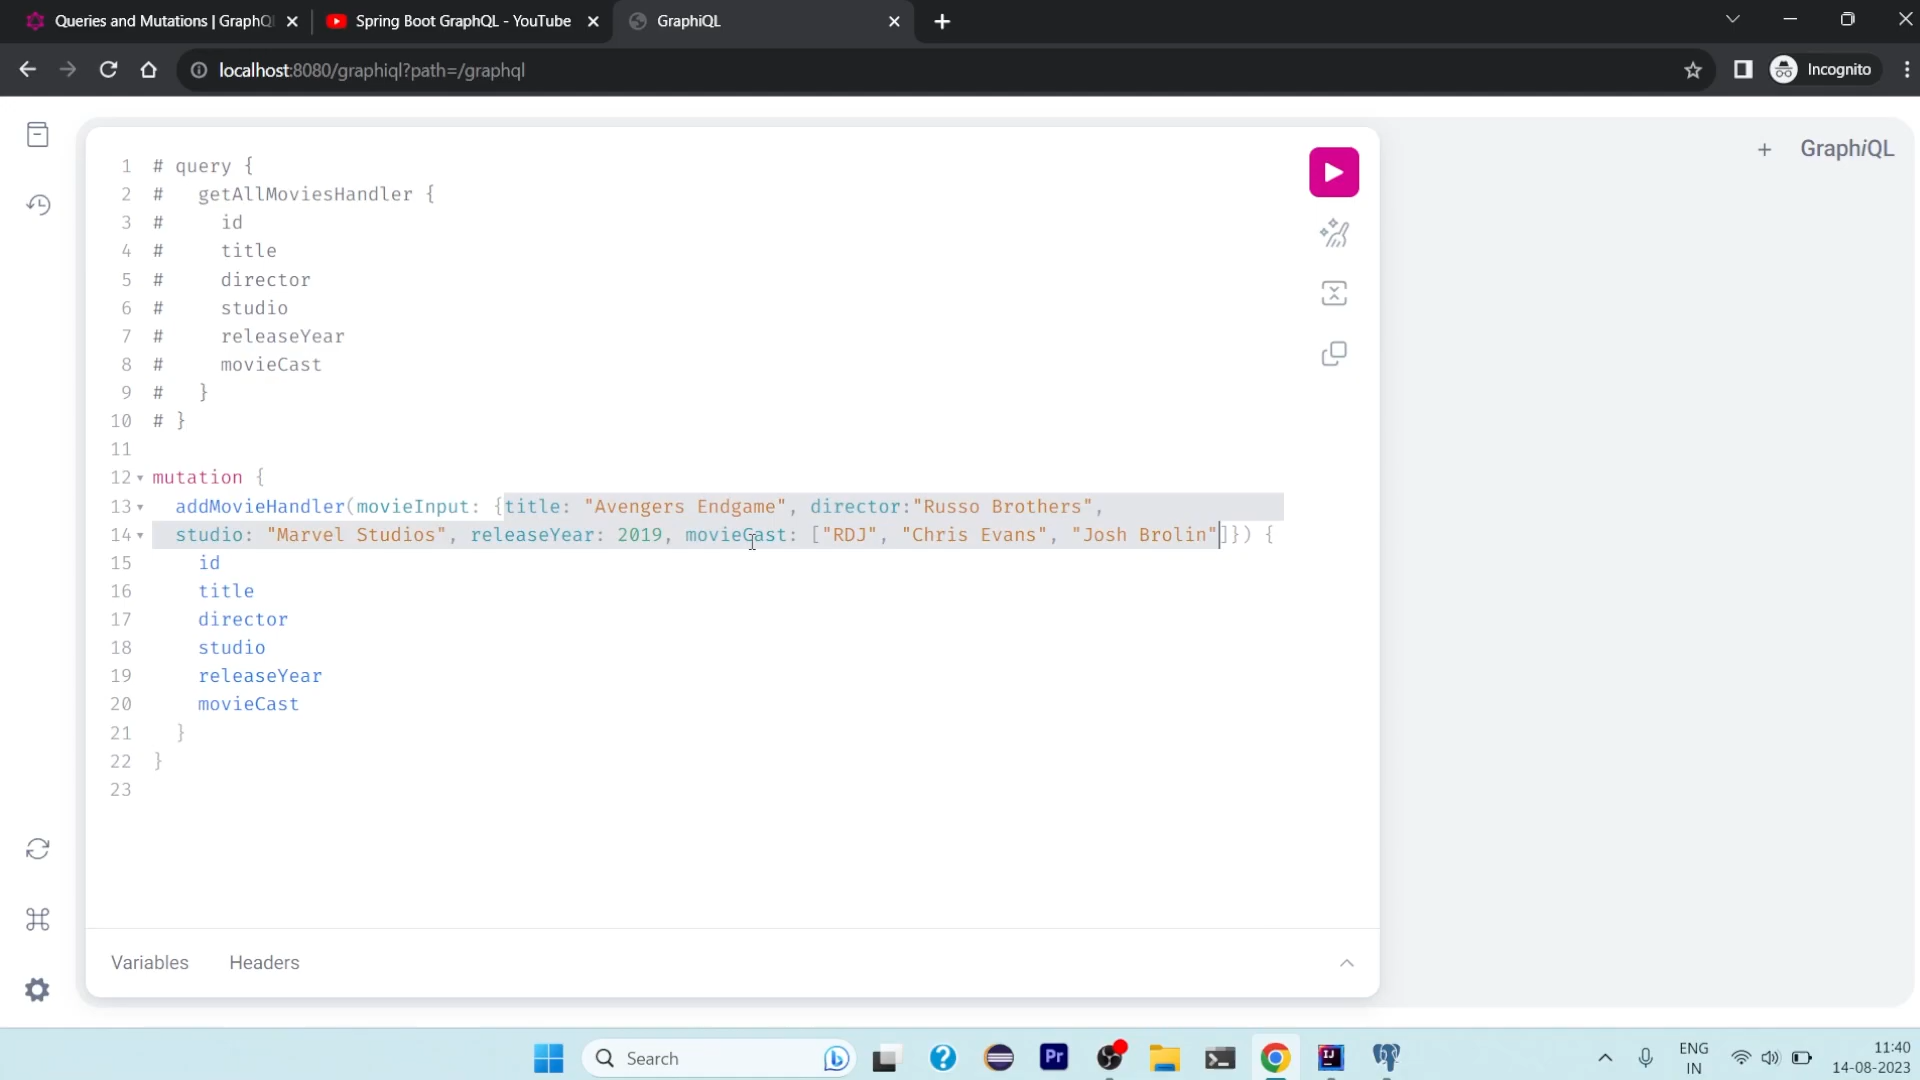 Queries and Mutations | GraphQ
Spring Boot GraphQL - YouTube
GraphiQL
localhost:8080/graphiql?path=/graphql
Incognito
GraphiQL
1 # query {
2 #   getAllMoviesHandler {
3 #     id
4 #     title
5 #     director
6 #     studio
7 #     releaseYear
8 #     movieCast
9 #   }
10 # }
11
12 mutation {
13   addMovieHandler(movieInput: {title: "Avengers Endgame", director:"Russo Brothers",
14   studio: "Marvel Studios", releaseYear: 2019, movieCast: ["RDJ", "Chris Evans", "Josh Brolin"]}) {
15     id
16     title
17     director
18     studio
19     releaseYear
20     movieCast
21   }
22 }
23
Variables Headers
Search
Pr
IJ
ENG
IN
11:40
14-08-2023